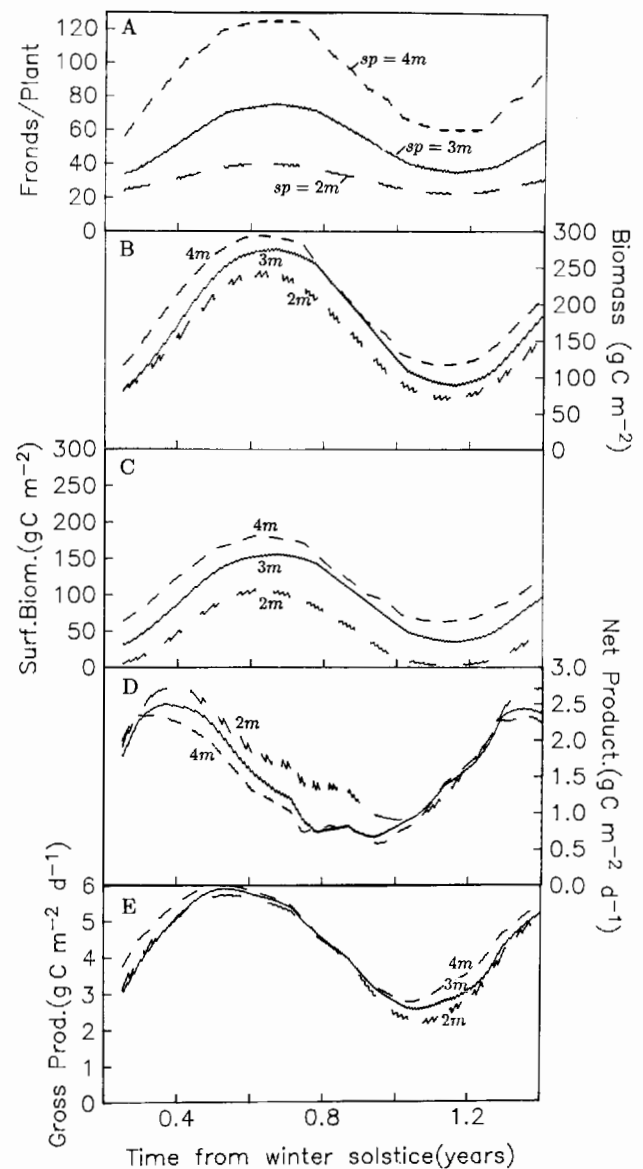 A
120
100
80
60
40
20
0
Fronds/Plant
sp = 4m
sp = 3m
sp = 2m
B
4m
3m
2m
300
250
200
150
100
50
0
Biomass (gC m−2)
C
300
250
200
150
100
50
0
Surf.Biom.(gC m−2)
4m
3m
2m
D
2m
4m
3.0
2.5
2.0
1.5
1.0
0.5
0.0
Net Product.(gC m−2 d−1)
E
6
5
4
3
2
1
0
Gross Prod.(gC m−2 d−1)
4m
3m
2m
0.4
0.8
1.2
Time from winter solstice(years)